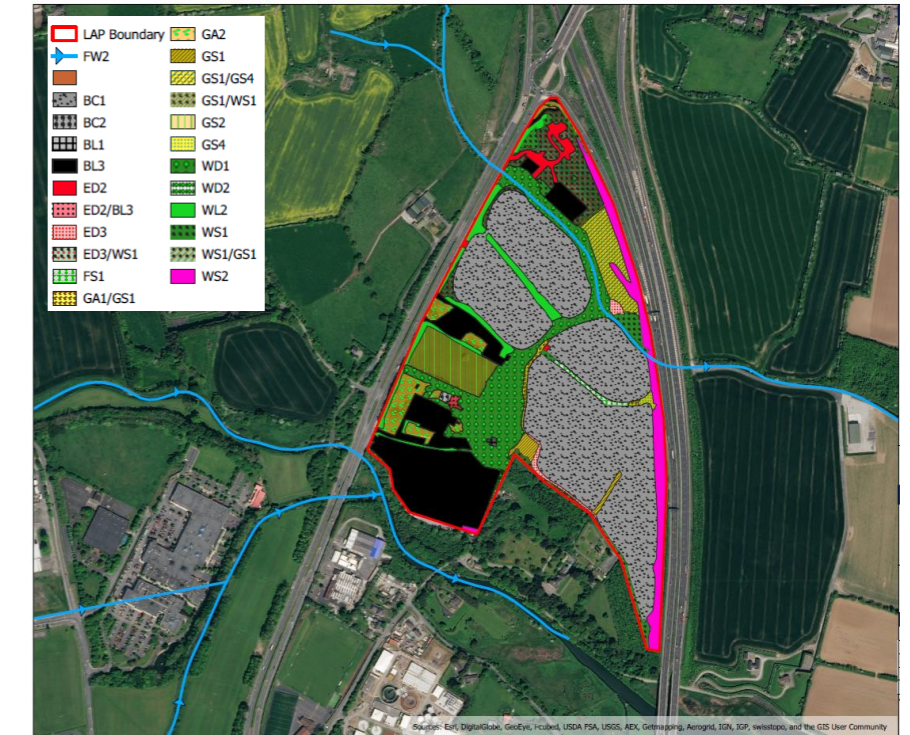 LAP Boundary
FW2
BC1
BC2
BL1
BL3
ED2
ED2/BL3
ED3
ED3/WS1
FS1
GA1/GS1
GA2
GS1
GS1/GS4
GS1/WS1
GS2
GS4
WD1
WD2
WL2
WS1
WS1/GS1
WS2
Sources: Esri, DigitalGlobe, GeoEye, i-cubed, USDA FSA, USGS, AEX, Getmapping, Aerogrid, IGN, IGP, swisstopo, and the GIS User Community